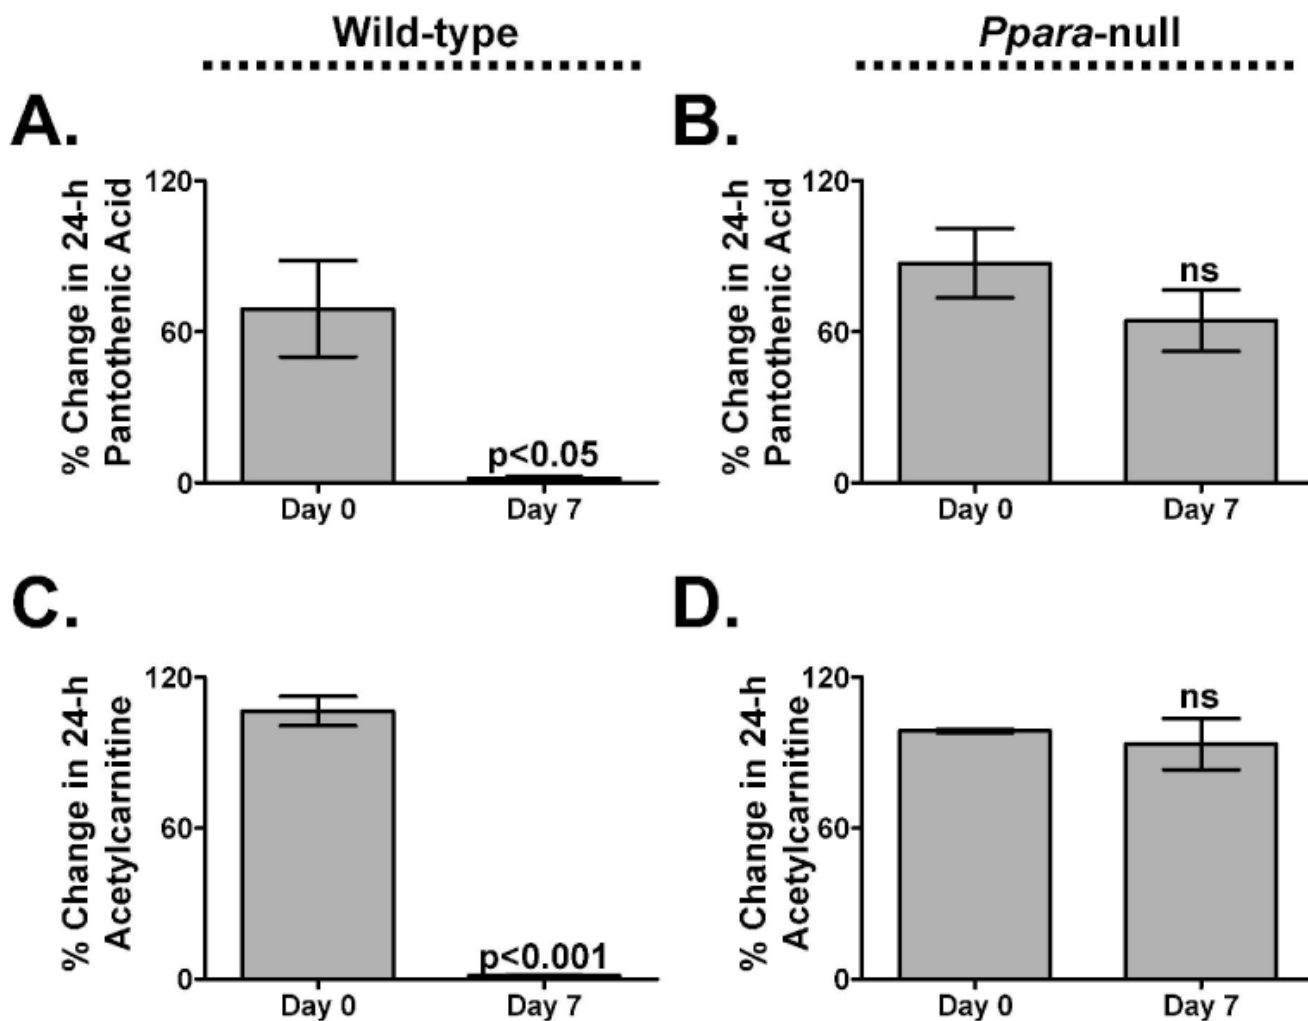 Wild-type
Ppara-null
A.
% Change in 24-h
Pantothenic Acid
120
60
0
p<0.05
Day 0
Day 7
B.
% Change in 24-h
Pantothenic Acid
120
60
0
ns
Day 0
Day 7
C.
% Change in 24-h
Acetylcarnitine
120
60
0
p<0.001
Day 0
Day 7
D.
% Change in 24-h
Acetylcarnitine
120
60
0
ns
Day 0
Day 7